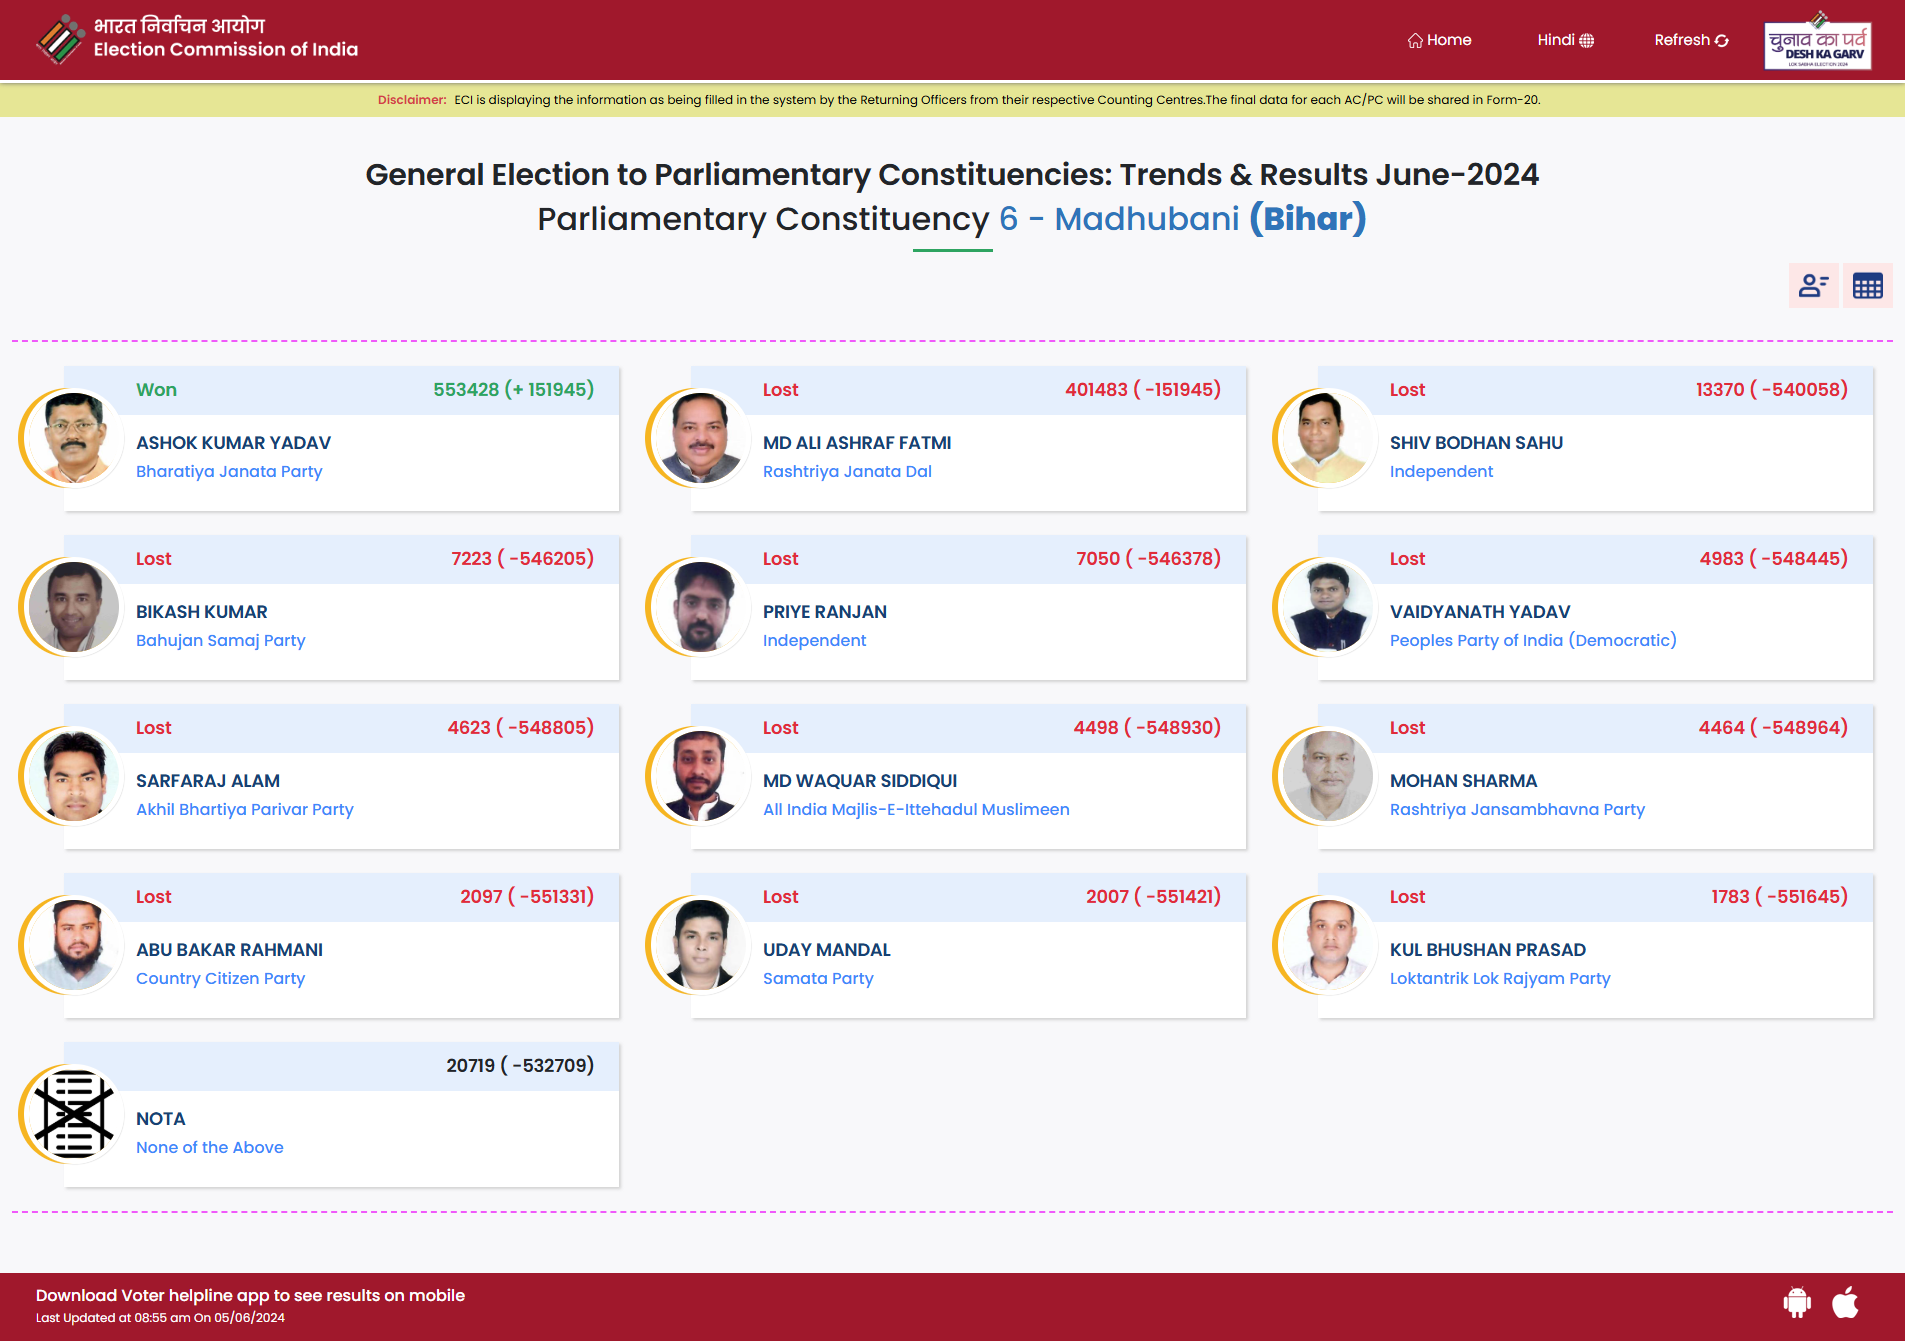 भारत निर्वाचन आयोग
Election Commission of India
Home
Hindi
Refresh
चुनाव का पर्व
DESH KA GARV
LOK SABHA ELECTION 2024
Disclaimer: ECI is displaying the information as being filled in the system by the Returning Officers from their respective Counting Centres.The final data for each AC/PC will be shared in Form-20.
General Election to Parliamentary Constituencies: Trends & Results June-2024
Parliamentary Constituency 6 - Madhubani (Bihar)
Won 553428 (+ 151945)
ASHOK KUMAR YADAV
Bharatiya Janata Party
Lost 401483 ( -151945)
MD ALI ASHRAF FATMI
Rashtriya Janata Dal
Lost 13370 ( -540058)
SHIV BODHAN SAHU
Independent
Lost 7223 ( -546205)
BIKASH KUMAR
Bahujan Samaj Party
Lost 7050 ( -546378)
PRIYE RANJAN
Independent
Lost 4983 ( -548445)
VAIDYANATH YADAV
Peoples Party of India (Democratic)
Lost 4623 ( -548805)
SARFARAJ ALAM
Akhil Bhartiya Parivar Party
Lost 4498 ( -548930)
MD WAQUAR SIDDIQUI
All India Majlis-E-Ittehadul Muslimeen
Lost 4464 ( -548964)
MOHAN SHARMA
Rashtriya Jansambhavna Party
Lost 2097 ( -551331)
ABU BAKAR RAHMANI
Country Citizen Party
Lost 2007 ( -551421)
UDAY MANDAL
Samata Party
Lost 1783 ( -551645)
KUL BHUSHAN PRASAD
Loktantrik Lok Rajyam Party
20719 ( -532709)
NOTA
None of the Above
Download Voter helpline app to see results on mobile
Last Updated at 08:55 am On 05/06/2024